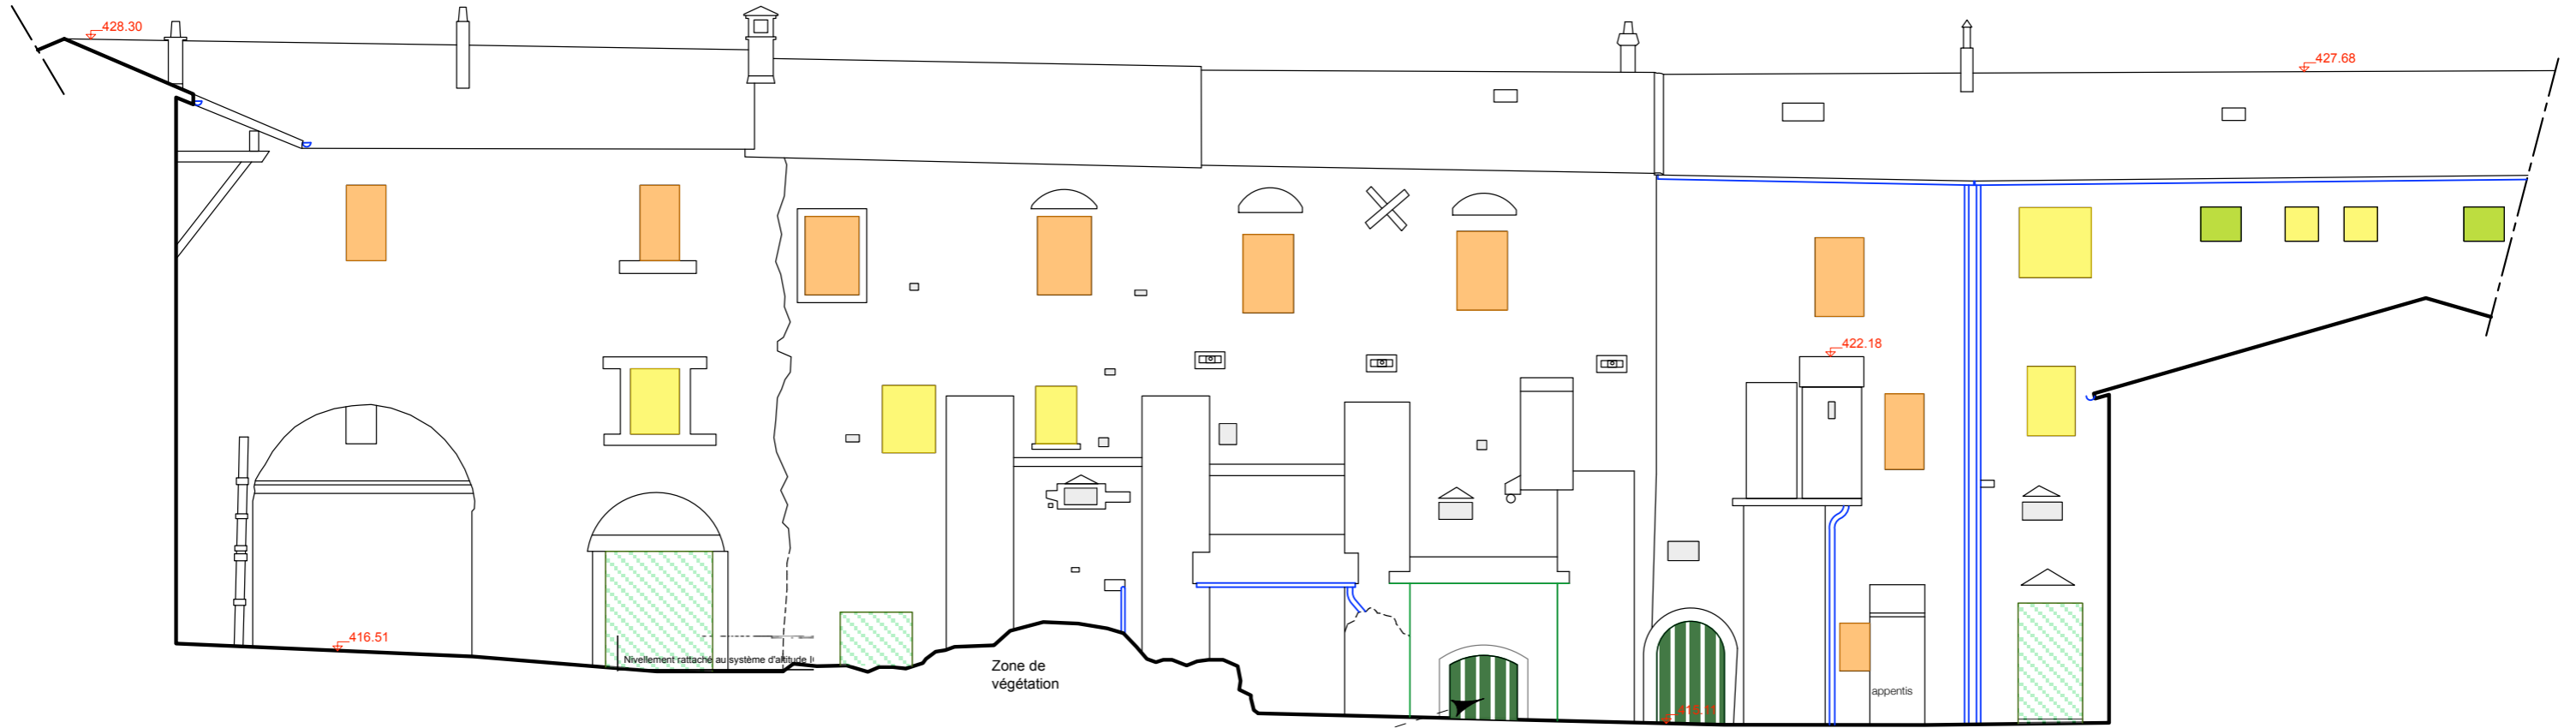 428.30
427.68
422.18
416.51
Nivellement rattaché au système d'altitude
Zone de
végétation
appentis